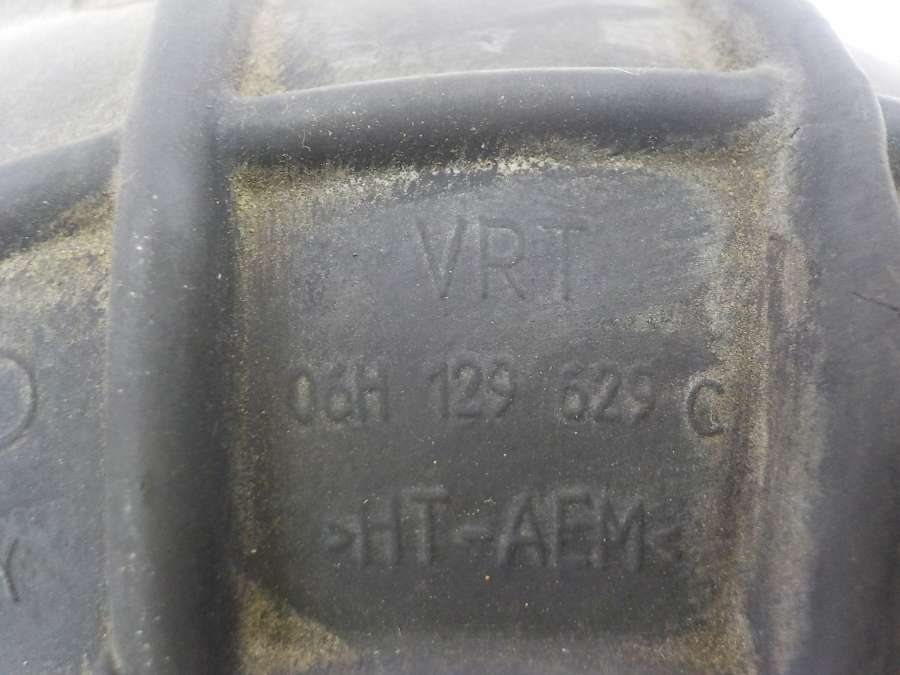 VRT
06H 129 629 C
>HT-AEM<
Y